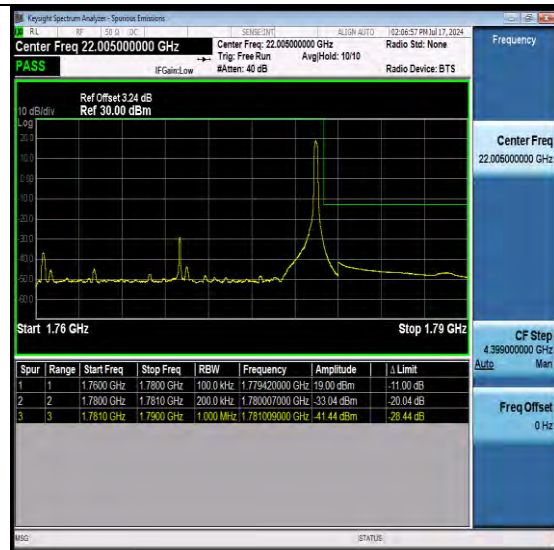 Keysight Spectrum Analyzer - Spurious Emissions
RL RF 50 Ω DC SENSE:INT ALIGN AUTO 02:06:57 PM Jul 17, 2024
Center Freq 22.005000000 GHz
Center Freq: 22.005000000 GHz
Radio Std: None
Trig: Free Run Avg|Hold: 10/10
PASS
IFGain:Low
#Atten: 40 dB
Radio Device: BTS
Frequency
Ref Offset 3.24 dB
10 dB/div Ref 30.00 dBm
Log
20.0
10.0
0.00
-10.0
-20.0
-30.0
-40.0
-50.0
-60.0
Start 1.76 GHz Stop 1.79 GHz
Center Freq
22.005000000 GHz
CF Step
4.399000000 GHz
Auto Man
Freq Offset
0 Hz
Spur Range Start Freq Stop Freq RBW Frequency Amplitude Δ Limit
1 1 1.7600 GHz 1.7800 GHz 100.0 kHz 1.779420000 GHz 19.00 dBm -11.00 dB
2 2 1.7800 GHz 1.7810 GHz 200.0 kHz 1.780007000 GHz -33.04 dBm -20.04 dB
3 3 1.7810 GHz 1.7900 GHz 1.000 MHz 1.781009000 GHz -41.44 dBm -28.44 dB
MSG STATUS